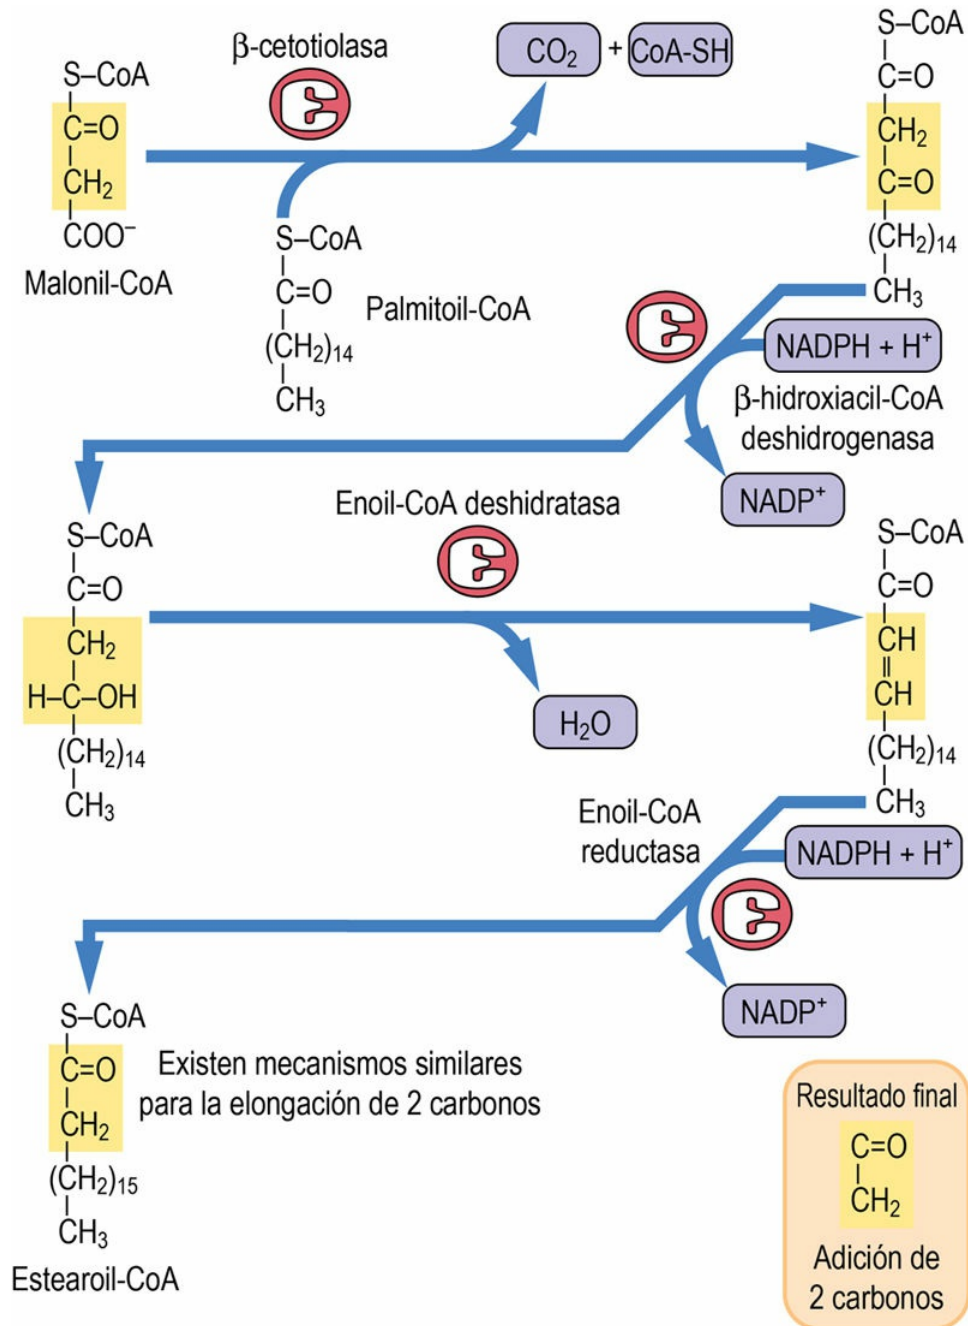 β-cetotiolasa
CO₂ + CoA-SH
S–CoA
C=O
CH₂
COO⁻
Malonil-CoA
S–CoA
C=O
(CH₂)₁₄
CH₃
Palmitoil-CoA
S–CoA
C=O
CH₂
C=O
(CH₂)₁₄
CH₃
NADPH + H⁺
β-hidroxiacil-CoA
deshidrogenasa
NADP⁺
Enoil-CoA deshidratasa
S–CoA
C=O
CH₂
H–C–OH
(CH₂)₁₄
CH₃
H₂O
S–CoA
C=O
CH
CH
(CH₂)₁₄
CH₃
Enoil-CoA
reductasa
NADPH + H⁺
NADP⁺
S–CoA
C=O
CH₂
(CH₂)₁₅
CH₃
Estearoil-CoA
Existen mecanismos similares
para la elongación de 2 carbonos
Resultado final
C=O
CH₂
Adición de
2 carbonos